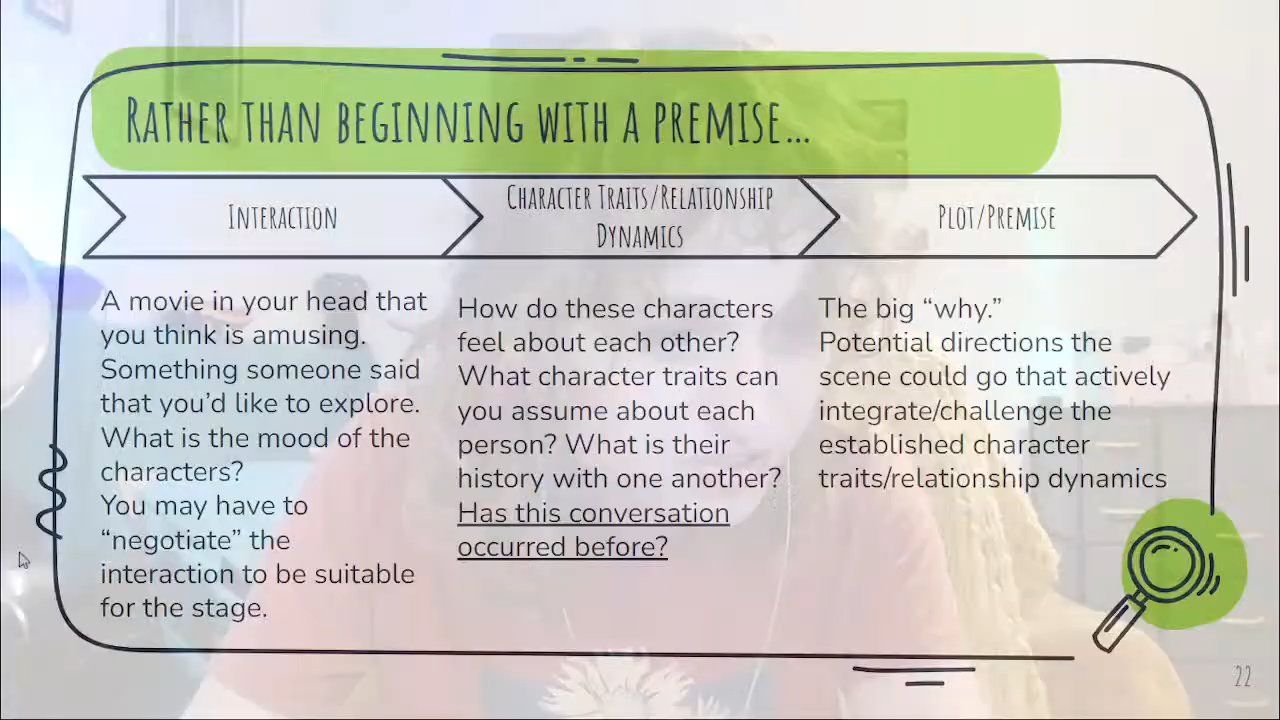 Rather than beginning with a premise…
Interaction
Character Traits/Relationship
Dynamics
Plot/Premise
A movie in your head that
you think is amusing.
Something someone said
that you’d like to explore.
What is the mood of the
characters?
You may have to
“negotiate” the
interaction to be suitable
for the stage.
How do these characters
feel about each other?
What character traits can
you assume about each
person? What is their
history with one another?
Has this conversation
occurred before?
The big “why.”
Potential directions the
scene could go that actively
integrate/challenge the
established character
traits/relationship dynamics
22